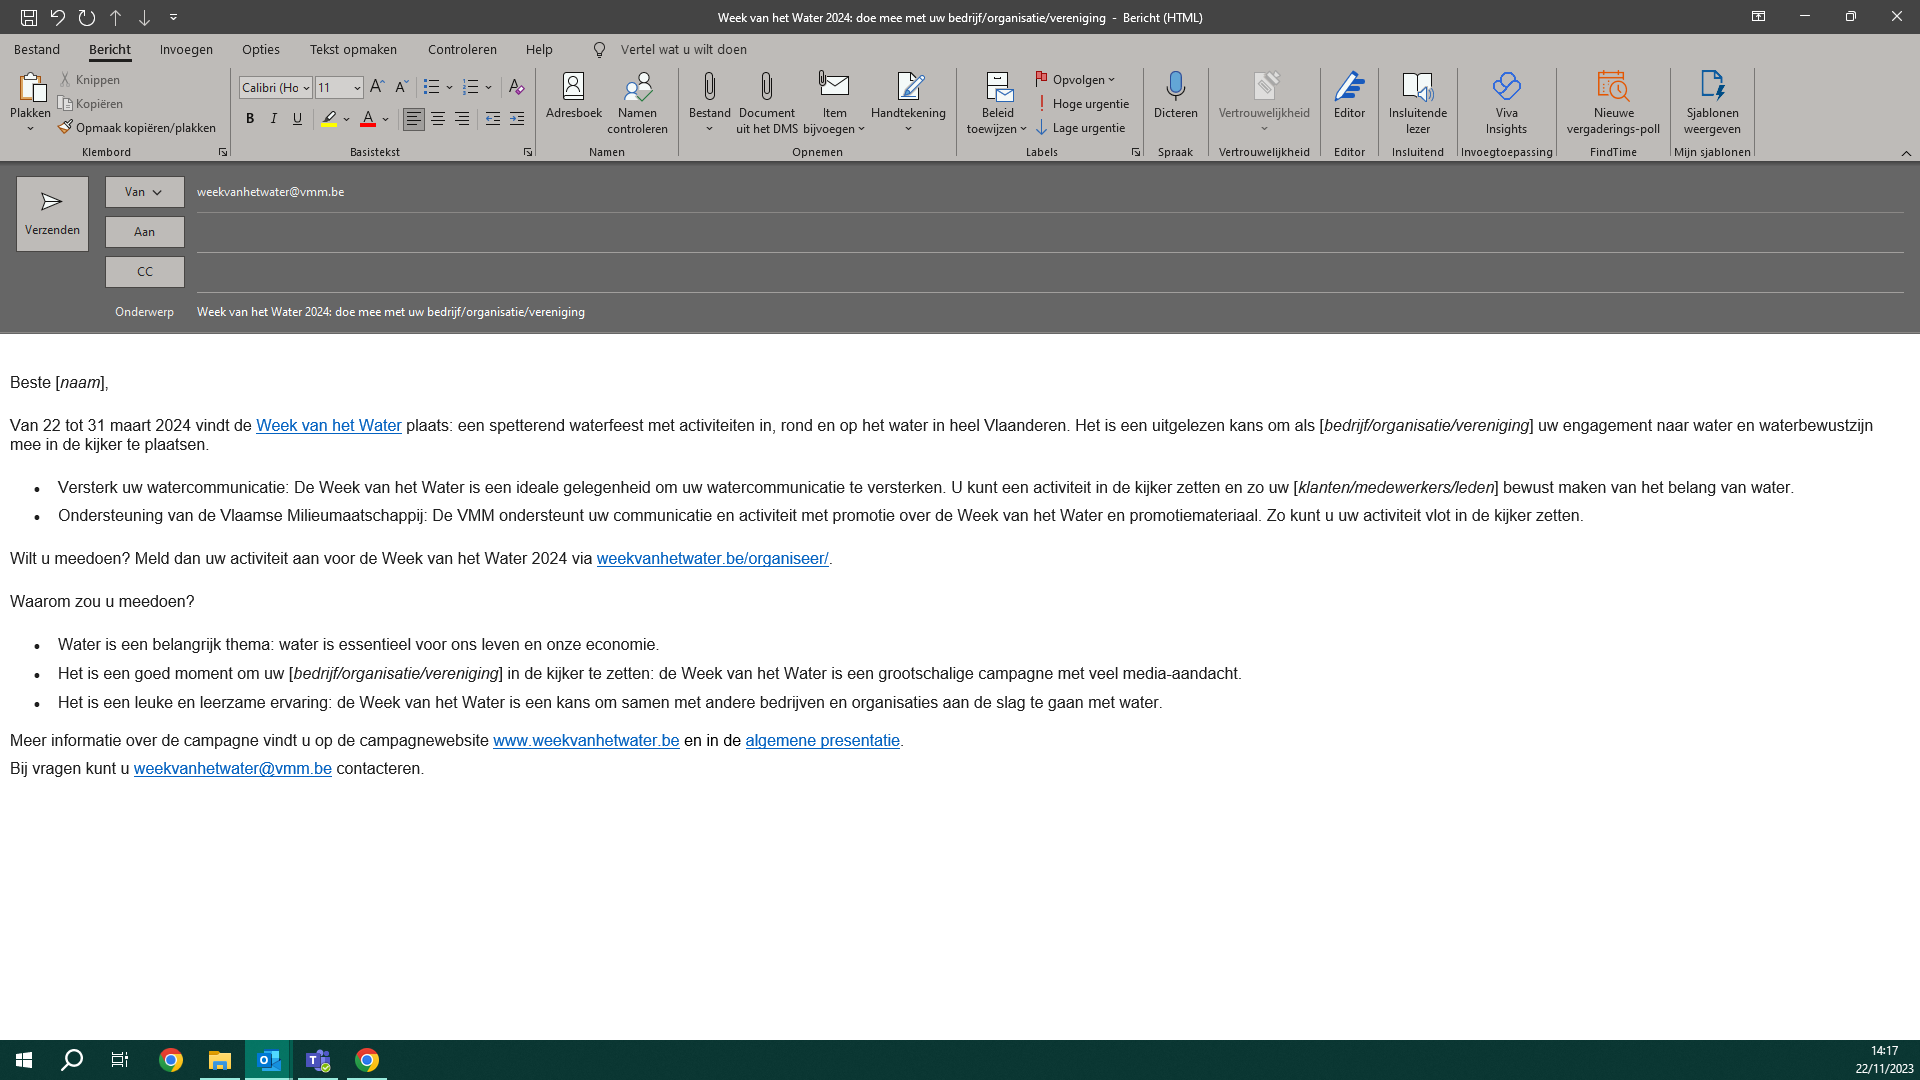 Week van het Water 2024: doe mee met uw bedrijf/organisatie/vereniging - Bericht (HTML)
Bestand Bericht Invoegen Opties Tekst opmaken Controleren Help Vertel wat u wilt doen
Plakken
Knippen
Kopiëren
Opmaak kopiëren/plakken
Klembord
Calibri (Ho 11
B I U
Basistekst
Adresboek
Namen
controleren
Namen
Bestand
Document
uit het DMS
Item
bijvoegen
Handtekening
Opnemen
Beleid
toewijzen
Opvolgen
Hoge urgentie
Lage urgentie
Labels
Dicteren
Spraak
Vertrouwelijkheid
Vertrouwelijkheid
Editor
Editor
Insluitende
lezer
Insluitend
Viva
Insights
Invoegtoepassing
Nieuwe
vergaderings-poll
FindTime
Sjablonen
weergeven
Mijn sjablonen
Verzenden
Van weekvanhetwater@vmm.be
Aan
CC
Onderwerp Week van het Water 2024: doe mee met uw bedrijf/organisatie/vereniging
Beste [naam],
Van 22 tot 31 maart 2024 vindt de Week van het Water plaats: een spetterend waterfeest met activiteiten in, rond en op het water in heel Vlaanderen. Het is een uitgelezen kans om als [bedrijf/organisatie/vereniging] uw engagement naar water en waterbewustzijn
mee in de kijker te plaatsen.
• Versterk uw watercommunicatie: De Week van het Water is een ideale gelegenheid om uw watercommunicatie te versterken. U kunt een activiteit in de kijker zetten en zo uw [klanten/medewerkers/leden] bewust maken van het belang van water.
• Ondersteuning van de Vlaamse Milieumaatschappij: De VMM ondersteunt uw communicatie en activiteit met promotie over de Week van het Water en promotiemateriaal. Zo kunt u uw activiteit vlot in de kijker zetten.
Wilt u meedoen? Meld dan uw activiteit aan voor de Week van het Water 2024 via weekvanhetwater.be/organiseer/.
Waarom zou u meedoen?
• Water is een belangrijk thema: water is essentieel voor ons leven en onze economie.
• Het is een goed moment om uw [bedrijf/organisatie/vereniging] in de kijker te zetten: de Week van het Water is een grootschalige campagne met veel media-aandacht.
• Het is een leuke en leerzame ervaring: de Week van het Water is een kans om samen met andere bedrijven en organisaties aan de slag te gaan met water.
Meer informatie over de campagne vindt u op de campagnewebsite www.weekvanhetwater.be en in de algemene presentatie.
Bij vragen kunt u weekvanhetwater@vmm.be contacteren.
14:17
22/11/2023